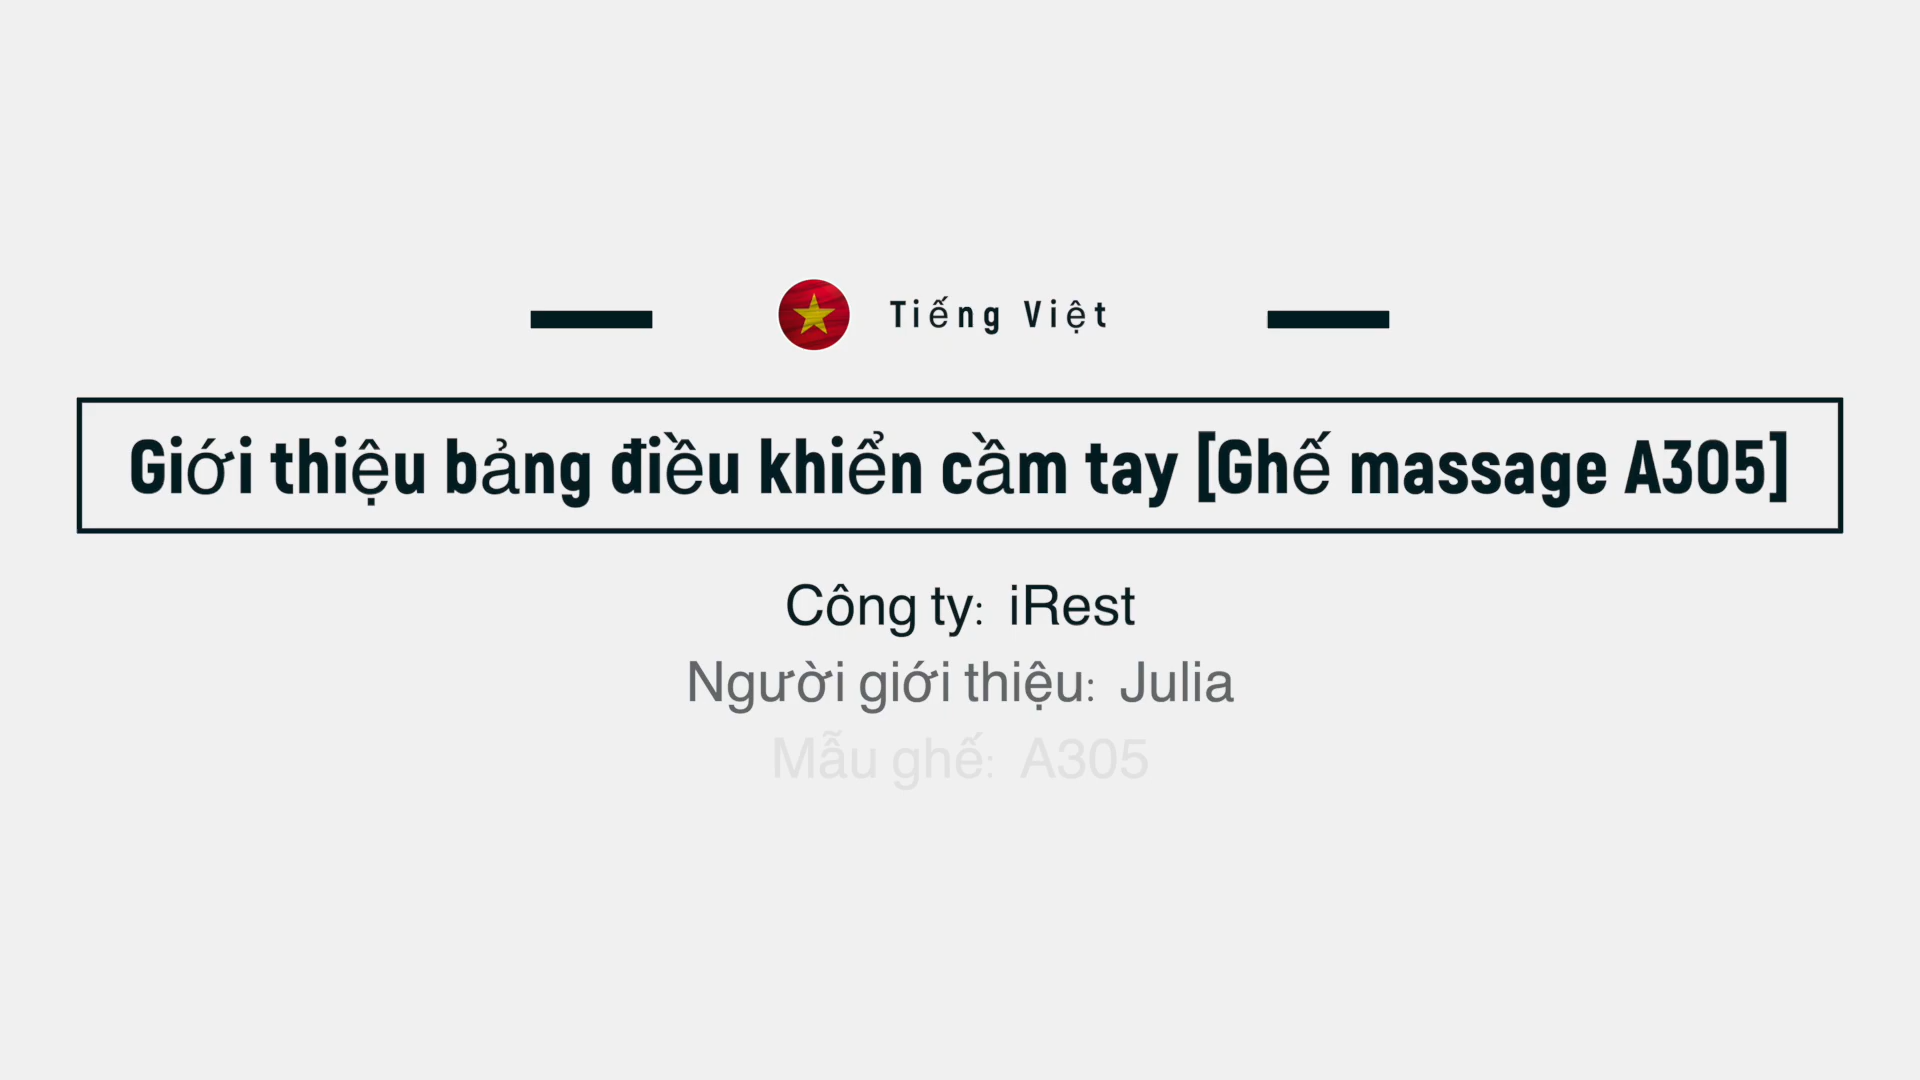 Tiếng Việt
Giới thiệu bảng điều khiển cầm tay [Ghế massage A305]
Công ty: iRest
Người giới thiệu: Julia
Mẫu ghế: A305